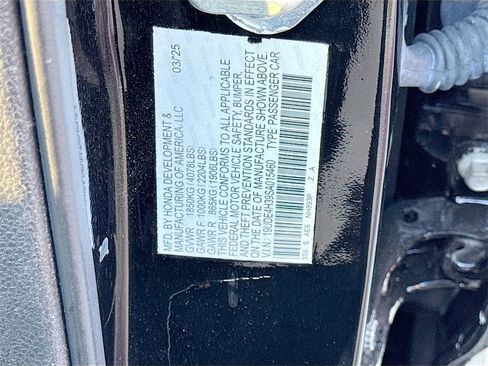 MFD. BY HONDA DEVELOPMENT & 03/25
MANUFACTURING OF AMERICA, LLC
GVWR 1850KG (4078LBS)
GAWR F 1000KG (2204LBS)
GAWR RR 865KG (1906LBS)
THIS VEHICLE CONFORMS TO ALL APPLICABLE
FEDERAL MOTOR VEHICLE SAFETY, BUMPER,
AND THEFT PREVENTION STANDARDS IN EFFECT
ON THE DATE OF MANUFACTURE SHOWN ABOVE.
V.I.N. 19UDE4H39SA015460 TYPE: PASSENGER CAR